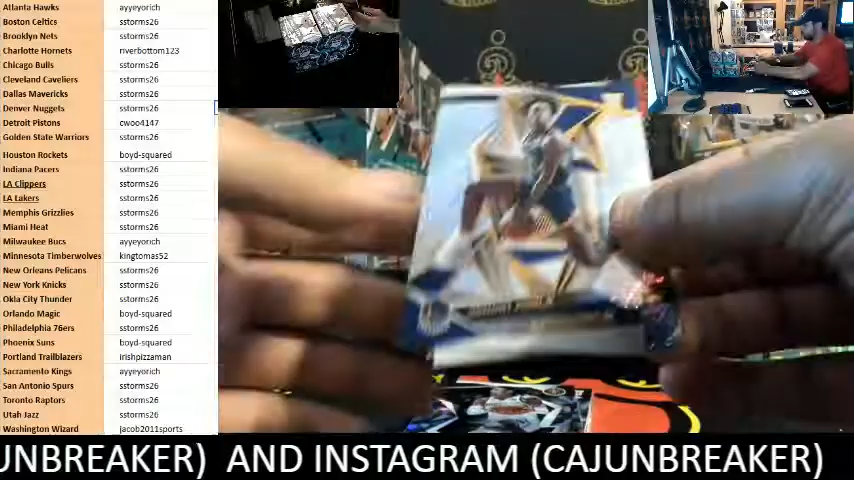 Atlanta Hawks ayyeyorich
Boston Celtics sstorms26
Brooklyn Nets sstorms26
Charlotte Hornets riverbottom123
Chicago Bulls sstorms26
Cleveland Cavaliers sstorms26
Dallas Mavericks sstorms26
Denver Nuggets sstorms26
Detroit Pistons cwoo4147
Golden State Warriors sstorms26
Houston Rockets boyd-squared
Indiana Pacers sstorms26
LA Clippers sstorms26
LA Lakers sstorms26
Memphis Grizzlies sstorms26
Miami Heat sstorms26
Milwaukee Bucs ayyeyorich
Minnesota Timberwolves kingtomas52
New Orleans Pelicans sstorms26
New York Knicks sstorms26
Okla City Thunder sstorms26
Orlando Magic boyd-squared
Philadelphia 76ers sstorms26
Phoenix Suns boyd-squared
Portland Trailblazers irishpizzaman
Sacramento Kings ayyeyorich
San Antonio Spurs sstorms26
Toronto Raptors sstorms26
Utah Jazz sstorms26
Washington Wizard jacob2011sports
UNBREAKER) AND INSTAGRAM (CAJUNBREAKER)